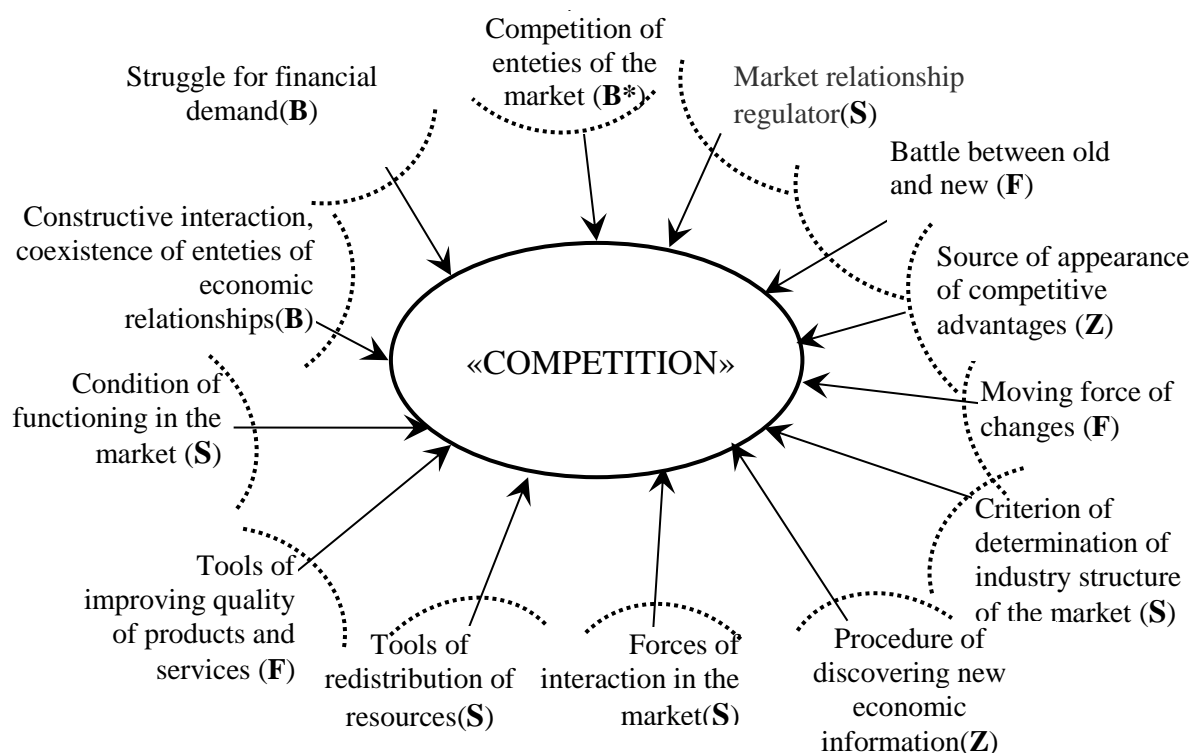 Competition of
enteties of the
market (B*)
Struggle for financial
demand(B)
Market relationship
regulator(S)
Battle between old
and new (F)
Constructive interaction,
coexistence of enteties of
economic
relationships(B)
Source of appearance
of competitive
advantages (Z)
«COMPETITION»
Condition of
functioning in the
market (S)
Moving force of
changes (F)
Criterion of
determination of
industry structure
of the market (S)
Tools of
improving quality
of products and
services (F)
Tools of
redistribution of
resources(S)
Forces of
interaction in the
market(S)
Procedure of
discovering new
economic
information(Z)